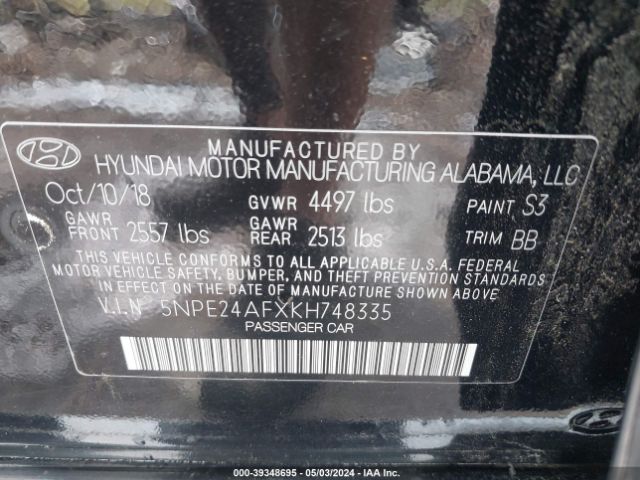 MANUFACTURED BY
HYUNDAI MOTOR MANUFACTURING ALABAMA, LLC
Oct/10/18 GVWR 4497 lbs PAINT S3
GAWR FRONT 2557 lbs GAWR REAR 2513 lbs TRIM BB
THIS VEHICLE CONFORMS TO ALL APPLICABLE U.S.A. FEDERAL
MOTOR VEHICLE SAFETY, BUMPER, AND THEFT PREVENTION
STANDARDS IN EFFECT ON THE DATE OF MANUFACTURE SHOWN ABOVE.
V.I.N 5NPE24AFXKH748335
PASSENGER CAR
000-39348695 - 05/03/2024 - IAA Inc.